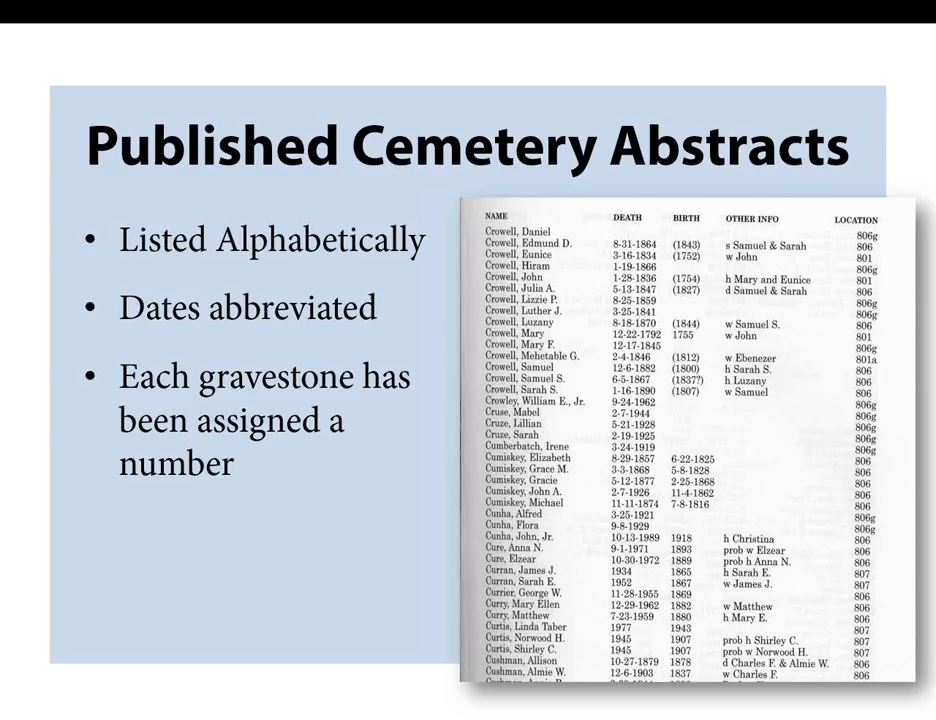 Published Cemetery Abstracts
• Listed Alphabetically
• Dates abbreviated
• Each gravestone has
been assigned a
number
NAME DEATH BIRTH OTHER INFO LOCATION
Crowell, Daniel 806g
Crowell, Edmund D. 8-31-1864 (1843) s Samuel & Sarah 806
Crowell, Eunice 3-16-1834 (1752) w John 801
Crowell, Hiram 1-19-1866 806g
Crowell, John 1-28-1836 (1754) h Mary and Eunice 801
Crowell, Julia A. 5-13-1847 (1827) d Samuel & Sarah 806
Crowell, Lizzie P. 8-25-1859 806g
Crowell, Luther J. 3-25-1841 806g
Crowell, Luzany 8-18-1870 (1844) w Samuel S. 806
Crowell, Mary 12-22-1792 1755 w John 801
Crowell, Mary F. 12-17-1845 806g
Crowell, Mehetable G. 2-4-1846 (1812) w Ebenezer 801a
Crowell, Samuel 12-6-1882 (1800) h Sarah S. 806
Crowell, Samuel S. 6-5-1867 (1837?) h Luzany 806
Crowell, Sarah S. 1-16-1890 (1807) w Samuel 806
Crowley, William E., Jr. 9-24-1962 806g
Cruse, Mabel 2-7-1944 806g
Cruze, Lillian 5-21-1928 806g
Cruze, Sarah 2-19-1925 806g
Cumberbatch, Irene 3-24-1919 806g
Cumiskey, Elizabeth 8-29-1857 6-22-1825 806
Cumiskey, Grace M. 3-3-1868 5-8-1828 806
Cumiskey, Gracie 5-12-1877 2-25-1868 806
Cumiskey, John A. 2-7-1926 11-4-1862 806
Cumiskey, Michael 11-11-1874 7-8-1816 806
Cunha, Alfred 3-25-1921 806g
Cunha, Flora 9-8-1929 806g
Cunha, John, Jr. 10-13-1989 1918 h Christina 806
Cure, Anna N. 9-1-1971 1893 prob w Elzear 806
Cure, Elzear 10-30-1972 1889 prob h Anna N. 806
Curran, James J. 1934 1865 h Sarah E. 807
Curran, Sarah E. 1952 1867 w James J. 807
Currier, George W. 11-28-1955 1869 806
Curry, Mary Ellen 12-29-1962 1882 w Matthew 806
Curry, Matthew 7-23-1959 1880 h Mary E. 806
Curtis, Linda Taber 1977 1943 807
Curtis, Norwood H. 1945 1907 prob h Shirley C. 807
Curtis, Shirley C. 1945 1907 prob w Norwood H. 807
Cushman, Allison 10-27-1879 1878 d Charles F. & Almie W. 806
Cushman, Almie W. 12-6-1903 1837 w Charles F. 806